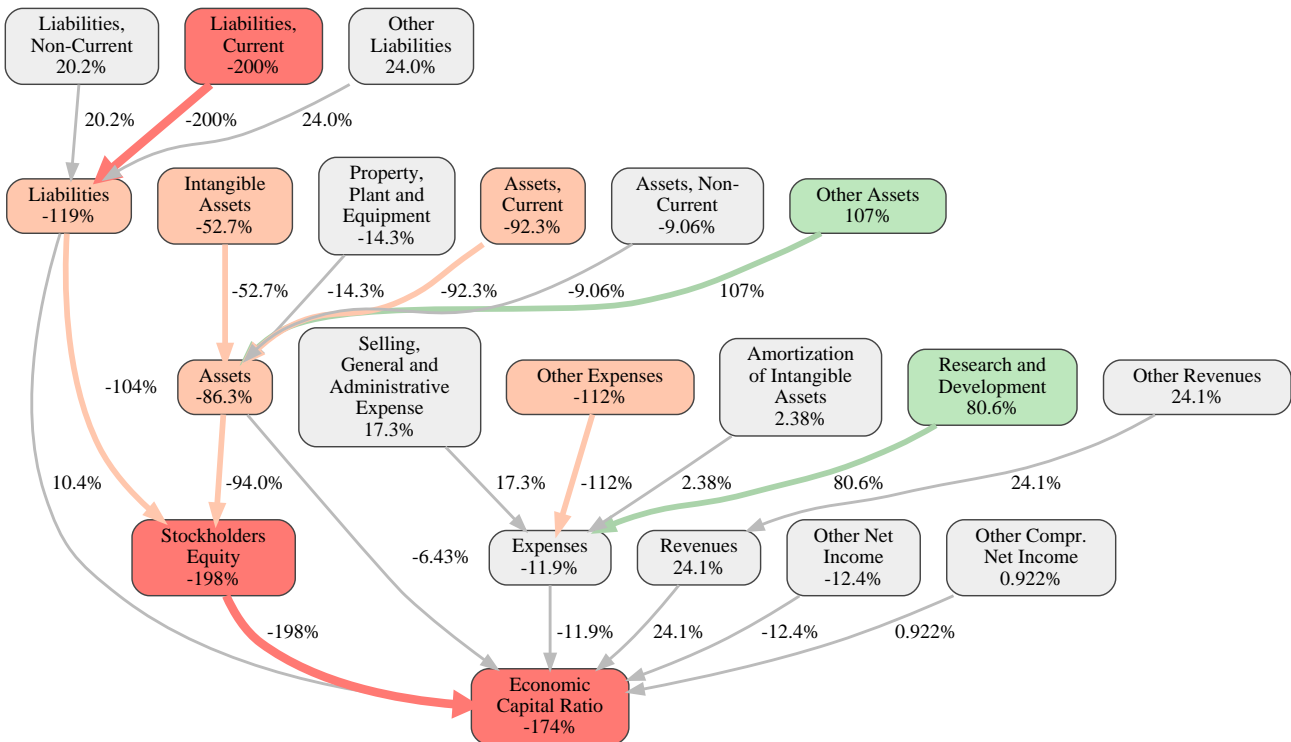 Liabilities,
Non-Current
20.2%
Liabilities,
Current
-200%
Other
Liabilities
24.0%
20.2%
-200%
24.0%
Liabilities
-119%
Intangible
Assets
-52.7%
Property,
Plant and
Equipment
-14.3%
Assets,
Current
-92.3%
Assets, Non-
Current
-9.06%
Other Assets
107%
-52.7%
-14.3%
-92.3%
-9.06%
107%
Assets
-86.3%
Selling,
General and
Administrative
Expense
17.3%
Other Expenses
-112%
Amortization
of Intangible
Assets
2.38%
Research and
Development
80.6%
Other Revenues
24.1%
-104%
10.4%
-94.0%
17.3%
-112%
2.38%
80.6%
24.1%
Stockholders
Equity
-198%
-6.43%
Expenses
-11.9%
Revenues
24.1%
Other Net
Income
-12.4%
Other Compr.
Net Income
0.922%
-198%
-11.9%
24.1%
-12.4%
0.922%
Economic
Capital Ratio
-174%